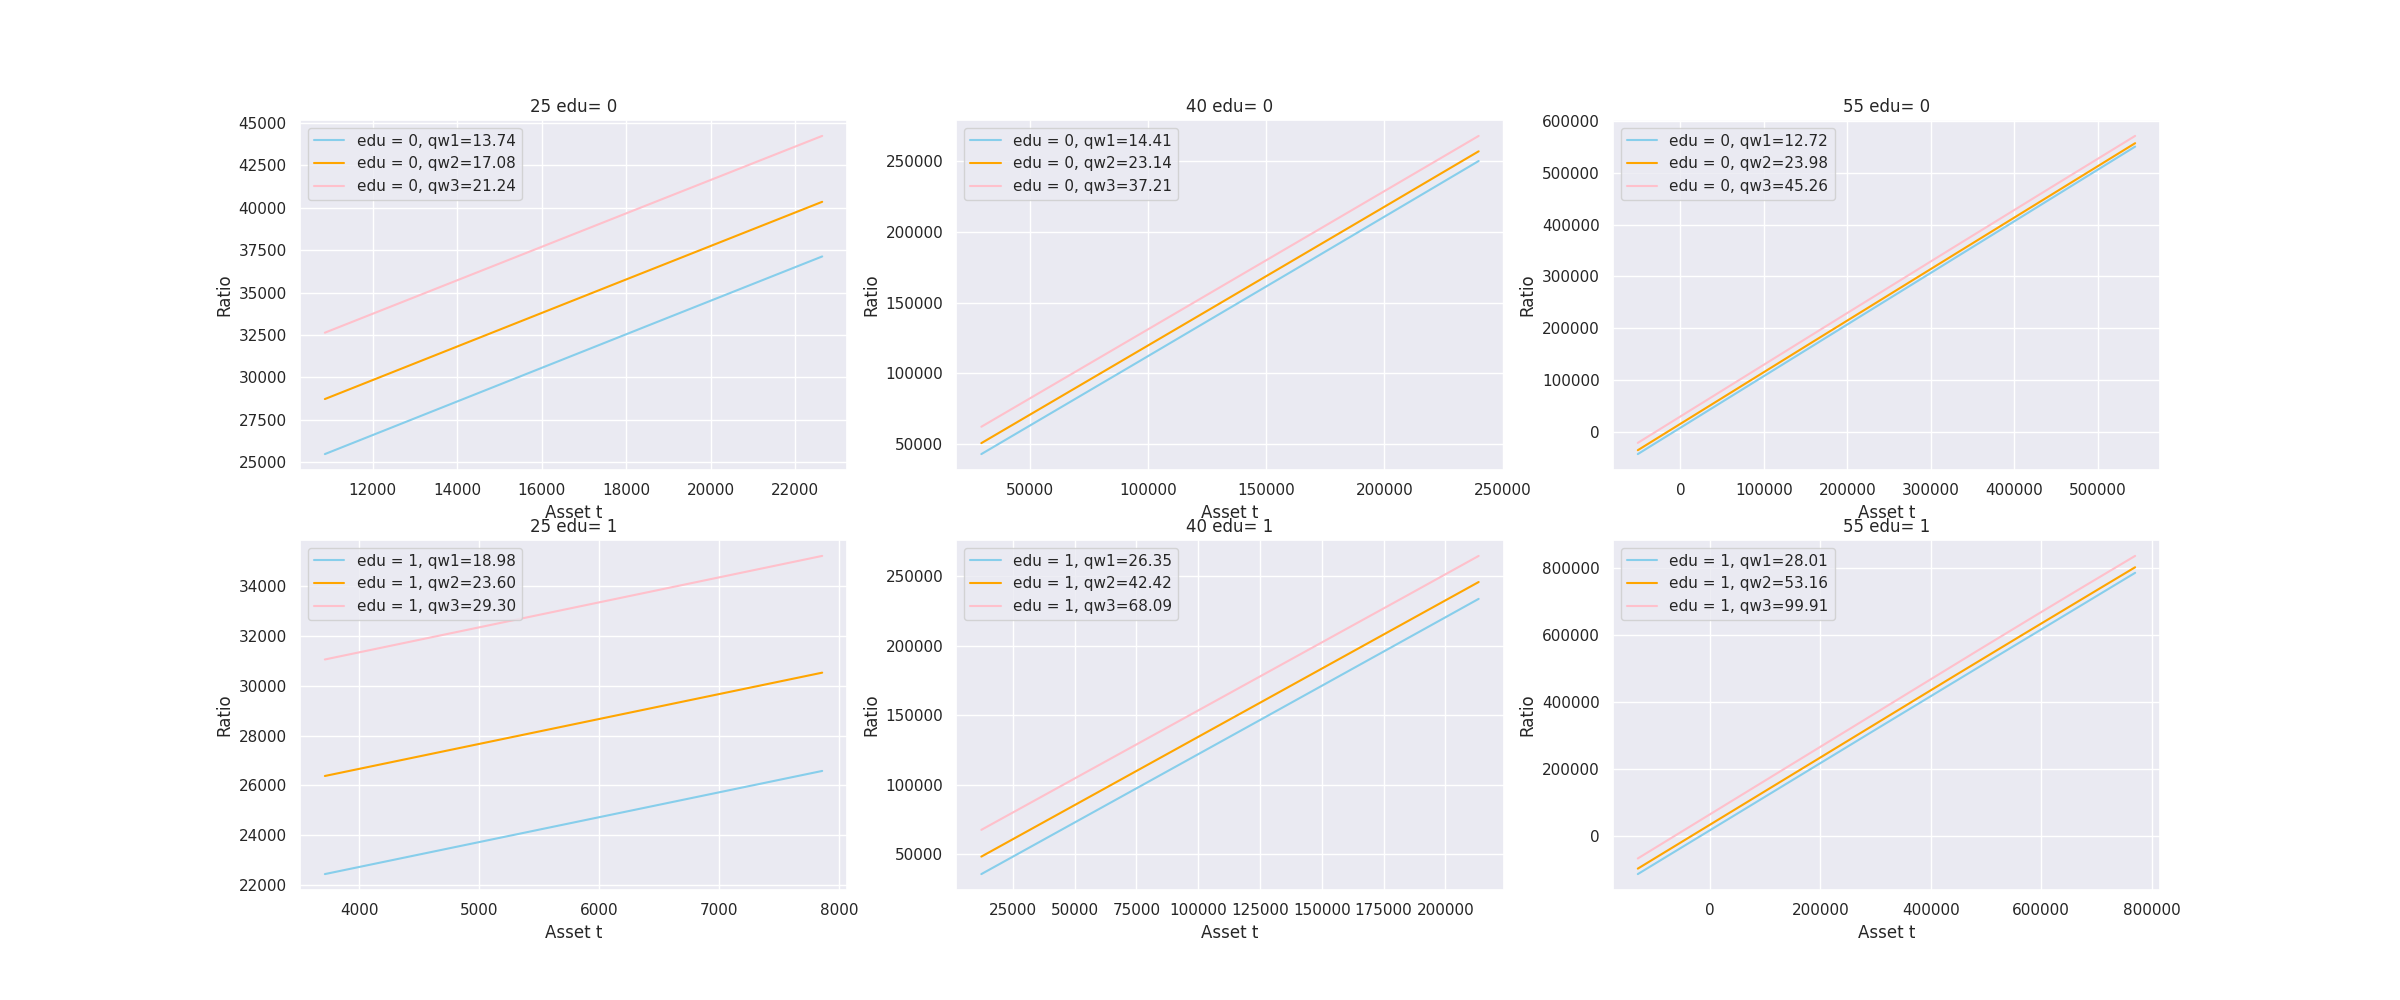 25 edu= 0
45000
42500
40000
37500
35000
32500
30000
27500
25000
Ratio
edu = 0, qw1=13.74
edu = 0, qw2=17.08
edu = 0, qw3=21.24
12000 14000 16000 18000 20000 22000
Asset t
40 edu= 0
250000
200000
150000
100000
50000
Ratio
edu = 0, qw1=14.41
edu = 0, qw2=23.14
edu = 0, qw3=37.21
50000 100000 150000 200000 250000
Asset t
55 edu= 0
600000
500000
400000
300000
200000
100000
0
Ratio
edu = 0, qw1=12.72
edu = 0, qw2=23.98
edu = 0, qw3=45.26
0 100000 200000 300000 400000 500000
Asset t
25 edu= 1
34000
32000
30000
28000
26000
24000
22000
Ratio
edu = 1, qw1=18.98
edu = 1, qw2=23.60
edu = 1, qw3=29.30
4000 5000 6000 7000 8000
Asset t
40 edu= 1
250000
200000
150000
100000
50000
Ratio
edu = 1, qw1=26.35
edu = 1, qw2=42.42
edu = 1, qw3=68.09
25000 50000 75000 100000 125000 150000 175000 200000
Asset t
55 edu= 1
800000
600000
400000
200000
0
Ratio
edu = 1, qw1=28.01
edu = 1, qw2=53.16
edu = 1, qw3=99.91
0 200000 400000 600000 800000
Asset t